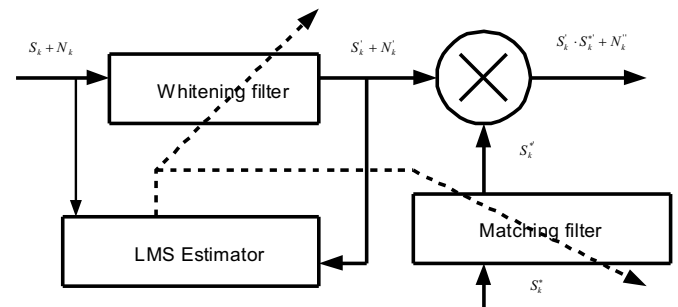 S_k + N_k
S'_k + N'_k
S'_k · S*'_k + N''_k
Whitening filter
S*'_k
LMS Estimator
Matching filter
S*_k